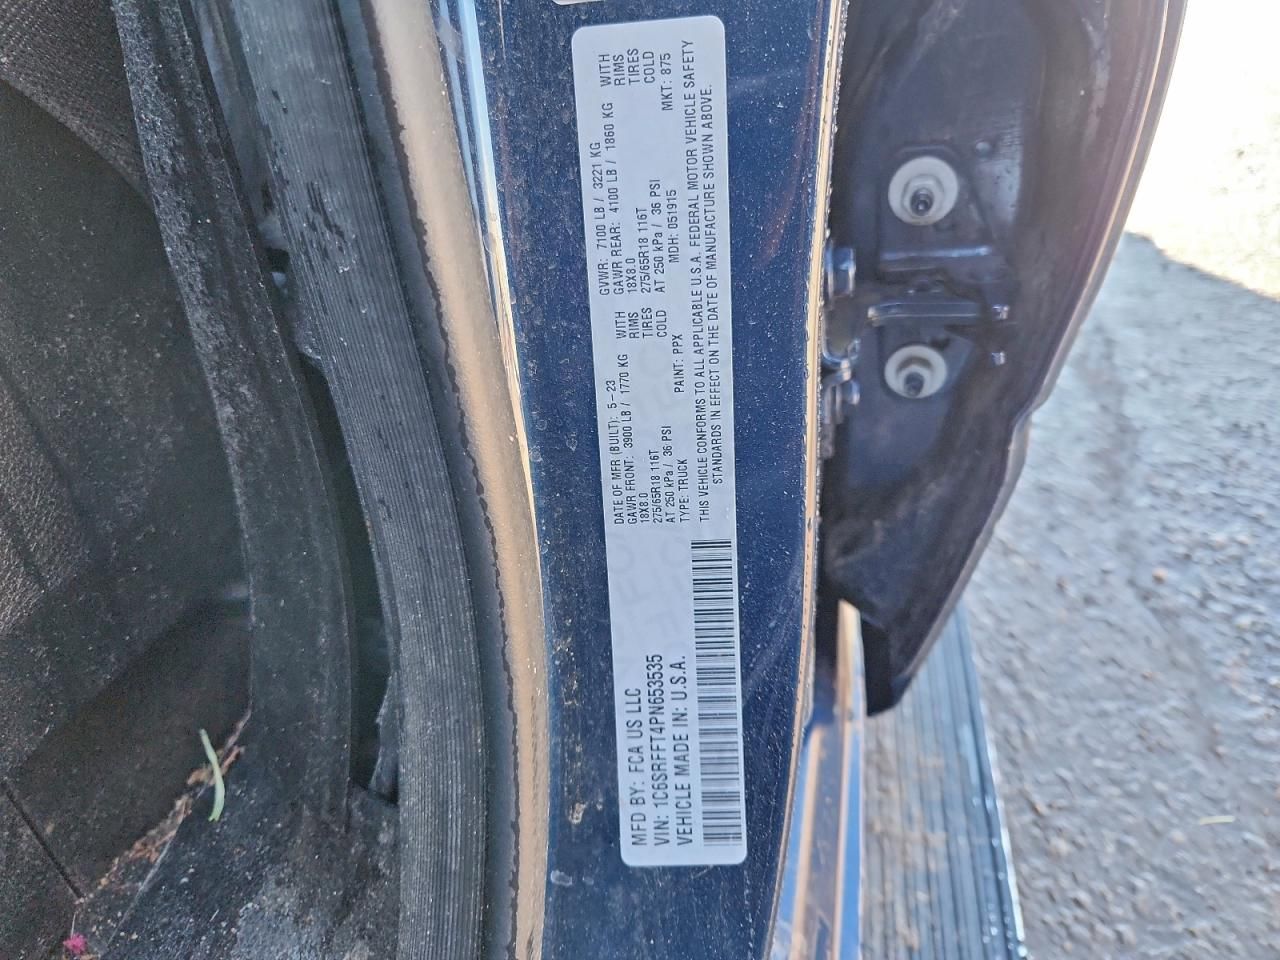 MFD BY: FCA US LLC
VIN: 1C6SRFFT4PN653535
VEHICLE MADE IN: U.S.A.
DATE OF MFR (BUILT): 5-23 GVWR: 7100 LB / 3221 KG
GAWR FRONT: 3900 LB / 1770 KG WITH GAWR REAR: 4100 LB / 1860 KG WITH
18X8.0 RIMS 18X8.0 RIMS
275/65R18 116T TIRES 275/65R18 116T TIRES
AT 250 kPa / 36 PSI COLD AT 250 kPa / 36 PSI COLD
TYPE: TRUCK PAINT: PPX MDH: 051915 MKT: 875
THIS VEHICLE CONFORMS TO ALL APPLICABLE U.S.A. FEDERAL MOTOR VEHICLE SAFETY
STANDARDS IN EFFECT ON THE DATE OF MANUFACTURE SHOWN ABOVE.